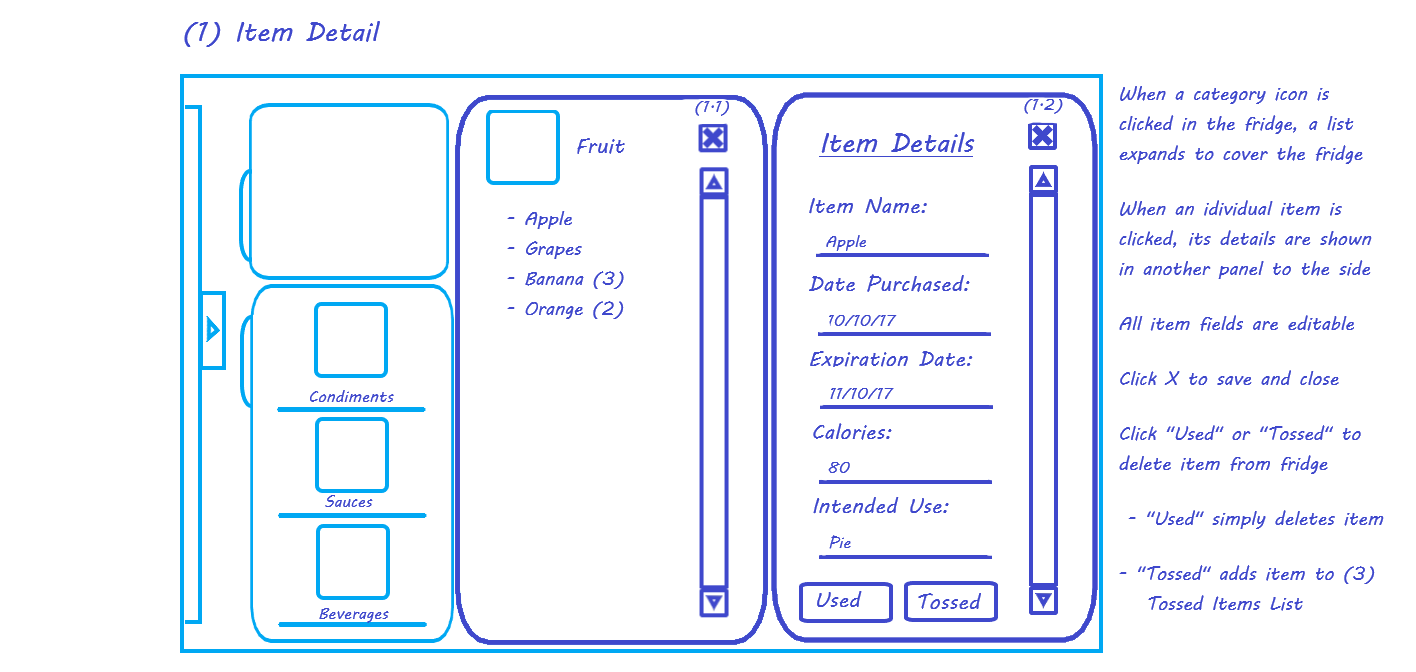 (1) Item Detail
Condiments
Sauces
Beverages
(1.1)
Fruit
- Apple
- Grapes
- Banana (3)
- Orange (2)
(1.2)
Item Details
Item Name:
Apple
Date Purchased:
10/10/17
Expiration Date:
11/10/17
Calories:
80
Intended Use:
Pie
Used
Tossed
When a category icon is
clicked in the fridge, a list
expands to cover the fridge
When an idividual item is
clicked, its details are shown
in another panel to the side
All item fields are editable
Click X to save and close
Click "Used" or "Tossed" to
delete item from fridge
- "Used" simply deletes item
- "Tossed" adds item to (3)
Tossed Items List